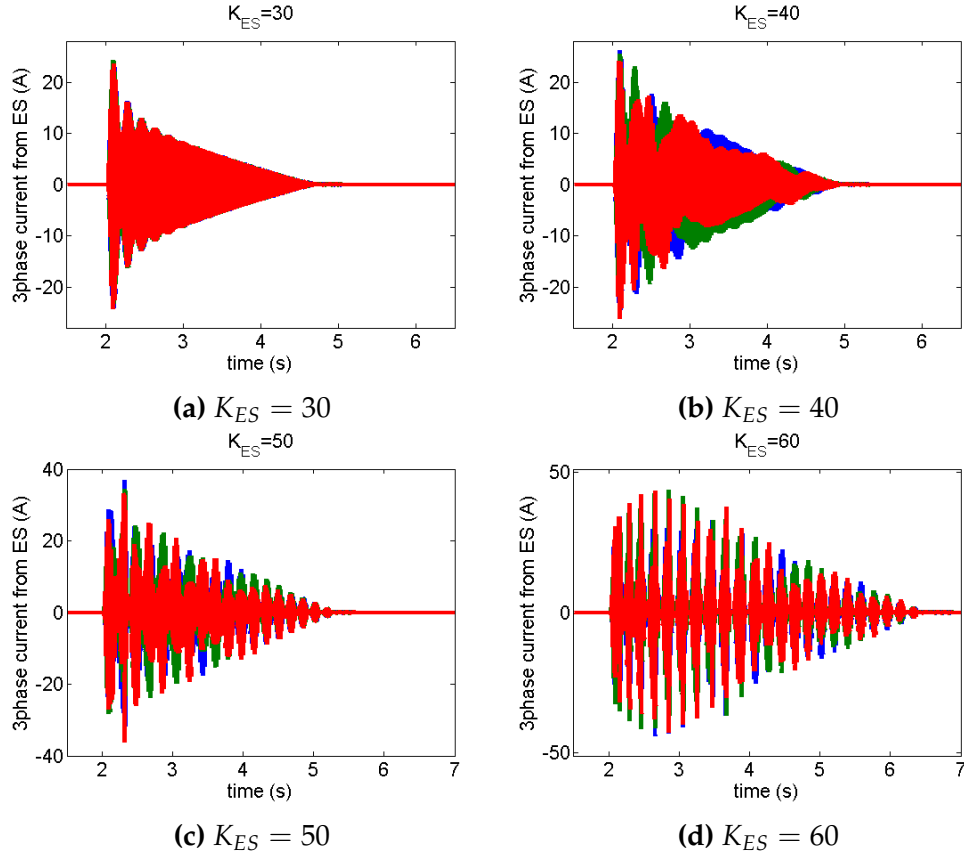 K_ES=30
3phase current from ES (A)
20
10
0
-10
-20
2 3 4 5 6
time (s)
(a) K_ES = 30
K_ES=40
3phase current from ES (A)
20
10
0
-10
-20
2 3 4 5 6
time (s)
(b) K_ES = 40
K_ES=50
3phase current from ES (A)
40
20
0
-20
-40
2 3 4 5 6 7
time (s)
(c) K_ES = 50
K_ES=60
3phase current from ES (A)
50
0
-50
2 3 4 5 6 7
time (s)
(d) K_ES = 60